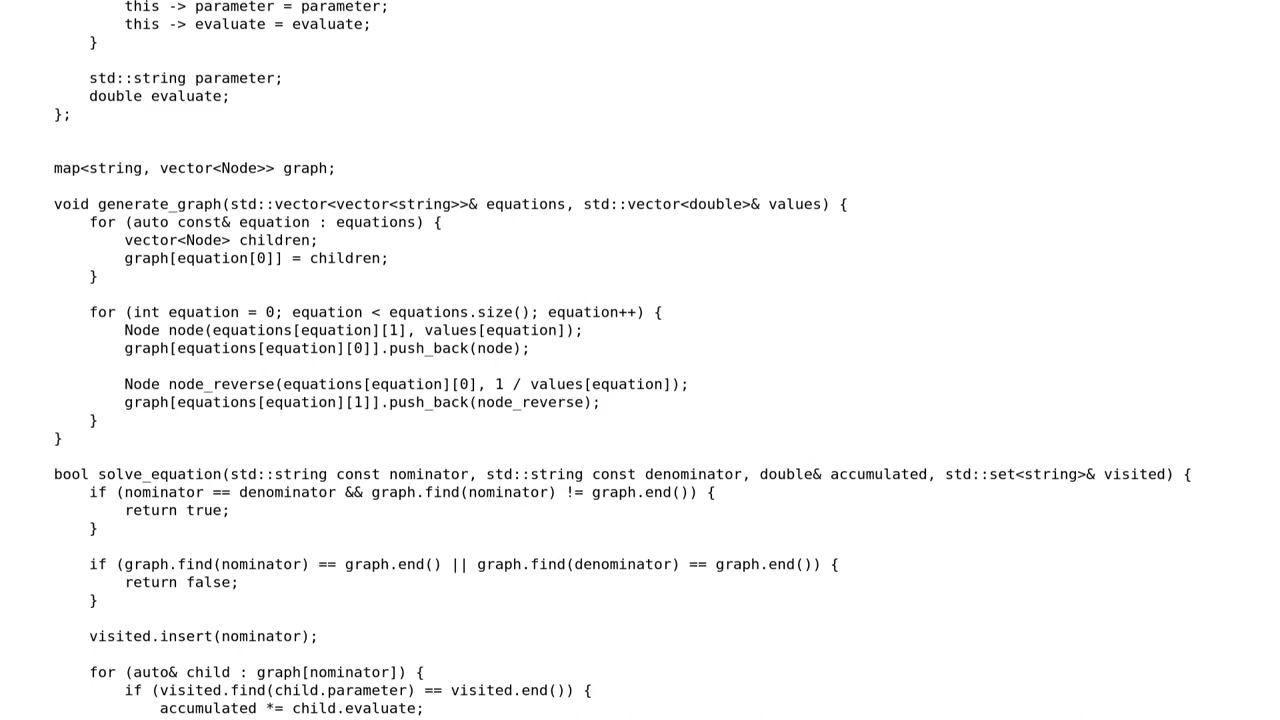 this -> parameter = parameter;
this -> evaluate = evaluate;
}
std::string parameter;
double evaluate;
};
map<string, vector<Node>> graph;
void generate_graph(std::vector<vector<string>>& equations, std::vector<double>& values) {
for (auto const& equation : equations) {
vector<Node> children;
graph[equation[0]] = children;
}
for (int equation = 0; equation < equations.size(); equation++) {
Node node(equations[equation][1], values[equation]);
graph[equations[equation][0]].push_back(node);
Node node_reverse(equations[equation][0], 1 / values[equation]);
graph[equations[equation][1]].push_back(node_reverse);
}
}
bool solve_equation(std::string const nominator, std::string const denominator, double& accumulated, std::set<string>& visited) {
if (nominator == denominator && graph.find(nominator) != graph.end()) {
return true;
}
if (graph.find(nominator) == graph.end() || graph.find(denominator) == graph.end()) {
return false;
}
visited.insert(nominator);
for (auto& child : graph[nominator]) {
if (visited.find(child.parameter) == visited.end()) {
accumulated *= child.evaluate;